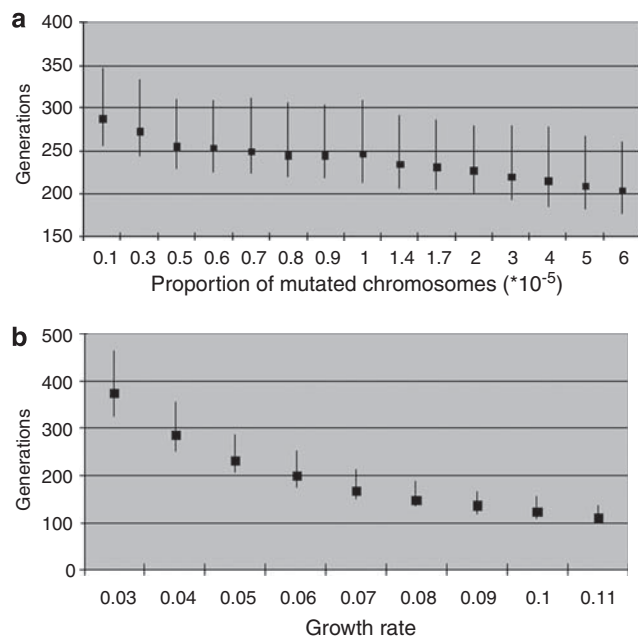 a
400
350
300
250
200
150
Generations
0.1 0.3 0.5 0.6 0.7 0.8 0.9 1 1.4 1.7 2 3 4 5 6
Proportion of mutated chromosomes (*10-5)
b
500
400
300
200
100
0
Generations
0.03 0.04 0.05 0.06 0.07 0.08 0.09 0.1 0.11
Growth rate